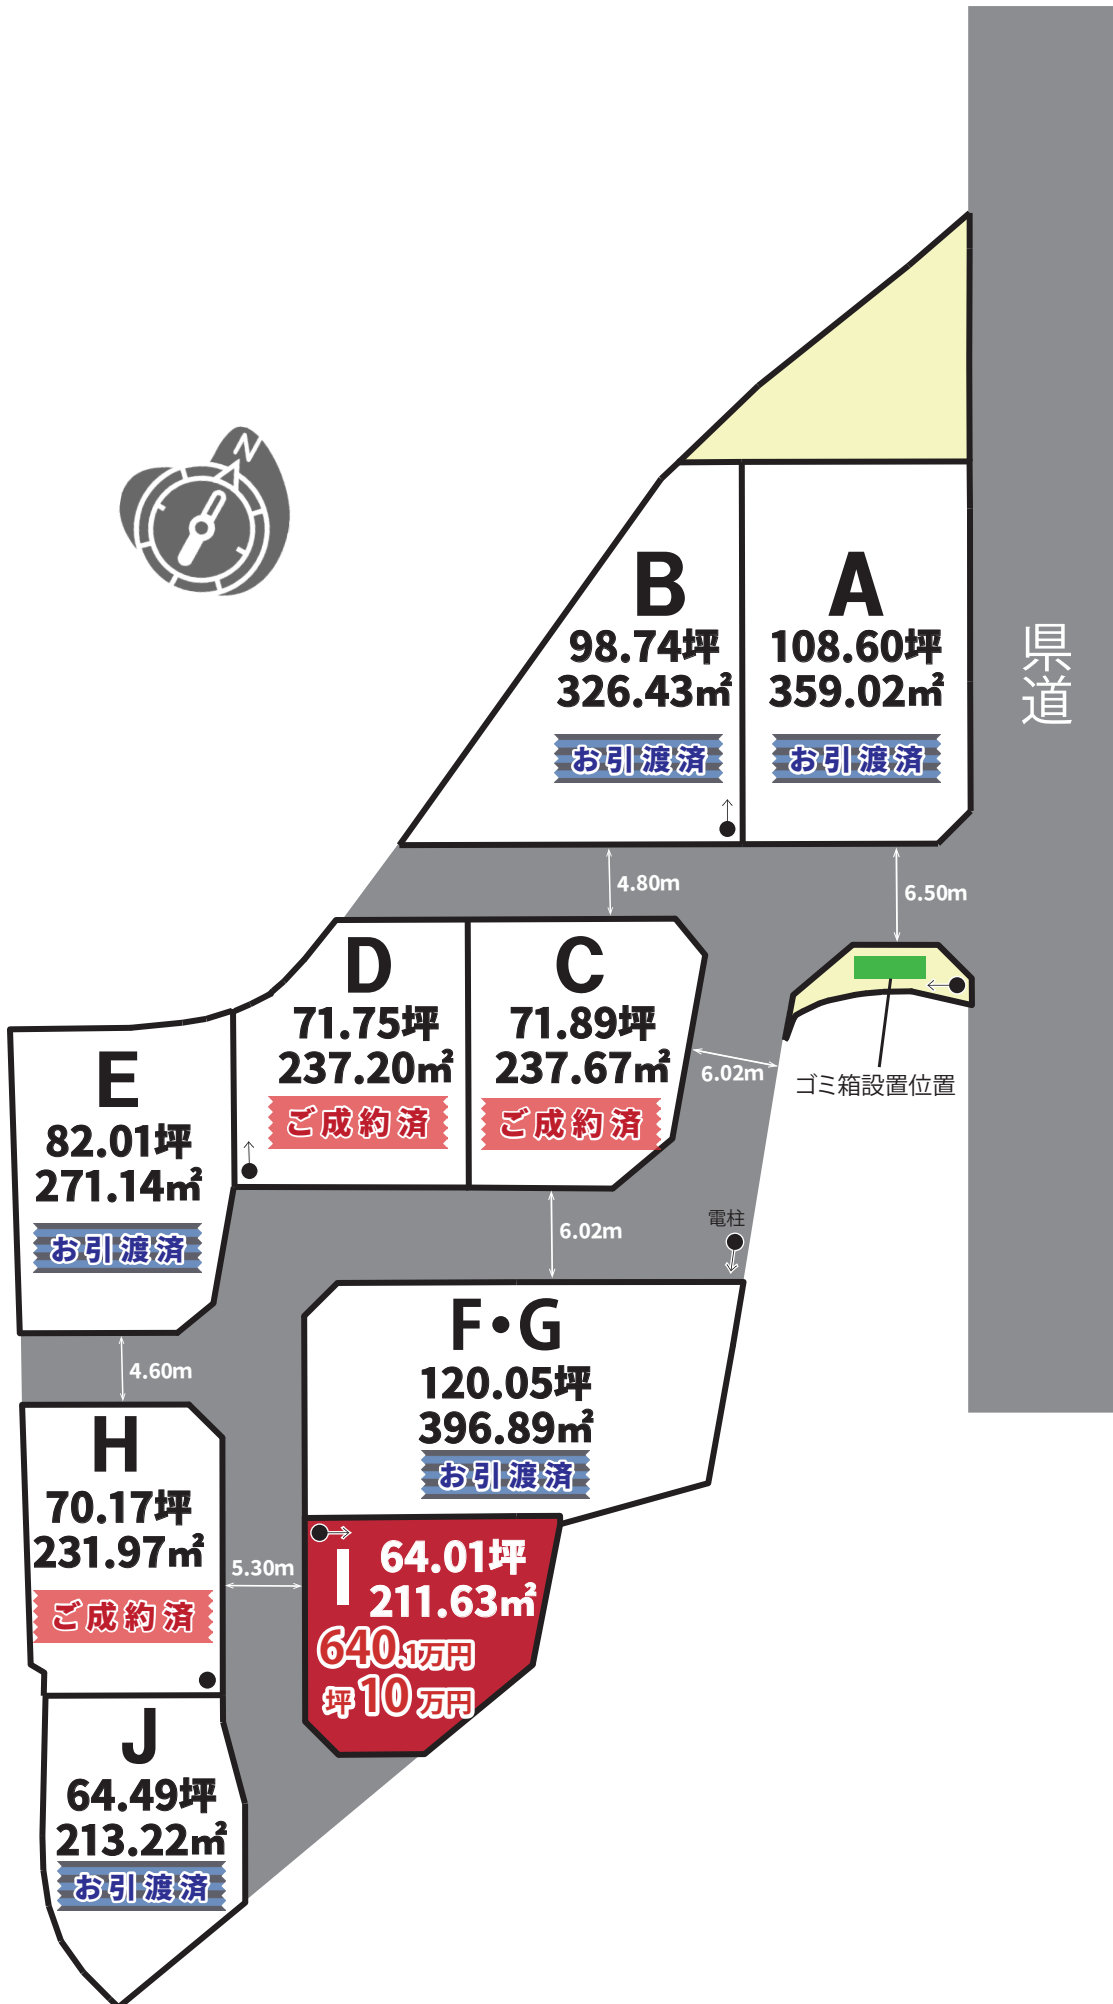 N
県道
B
98.74坪
326.43㎡
お引渡済
A
108.60坪
359.02㎡
お引渡済
4.80m
6.50m
D
71.75坪
237.20㎡
ご成約済
C
71.89坪
237.67㎡
ご成約済
6.02m
ゴミ箱設置位置
E
82.01坪
271.14㎡
お引渡済
6.02m
電柱
4.60m
F・G
120.05坪
396.89㎡
お引渡済
H
70.17坪
231.97㎡
ご成約済
5.30m
I
64.01坪
211.63㎡
640.1万円
坪10万円
J
64.49坪
213.22㎡
お引渡済